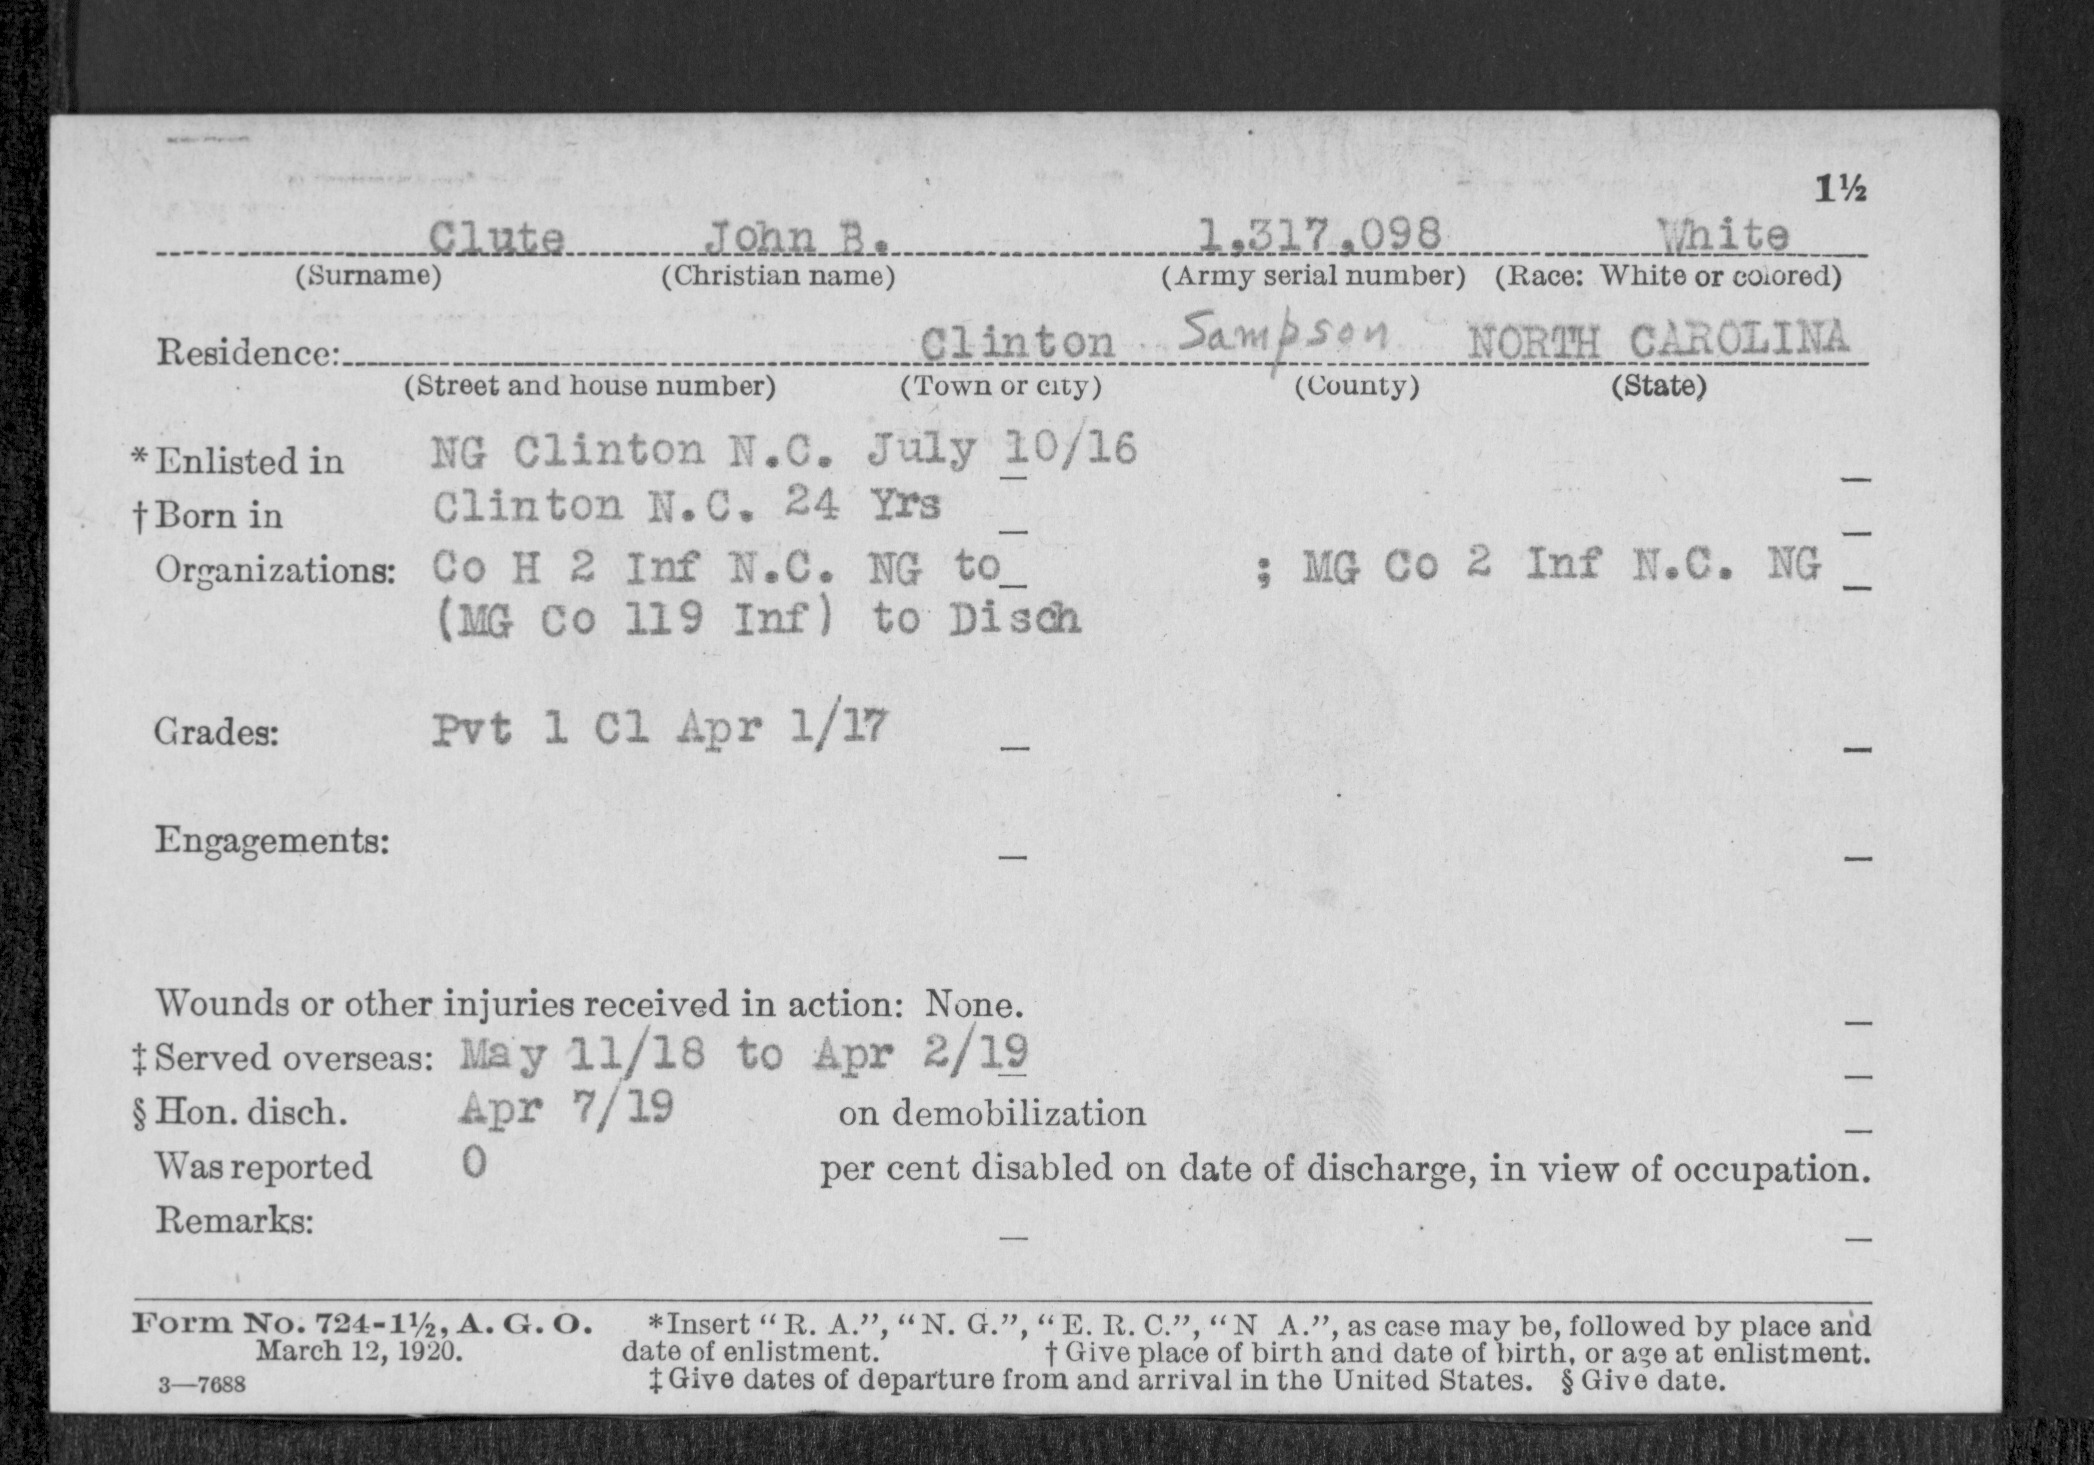 1½
Clute John B. 1,317,098 White
(Surname) (Christian name) (Army serial number) (Race: White or colored)
Residence: Clinton Sampson NORTH CAROLINA
(Street and house number) (Town or city) (County) (State)
*Enlisted in NG Clinton N.C. July 10/16
†Born in Clinton N.C. 24 Yrs
Organizations: Co H 2 Inf N.C. NG to ; MG Co 2 Inf N.C. NG
(MG Co 119 Inf) to Disch
Grades: Pvt 1 Cl Apr 1/17
Engagements:
Wounds or other injuries received in action: None.
‡Served overseas: May 11/18 to Apr 2/19
§Hon. disch. Apr 7/19 on demobilization
Was reported 0 per cent disabled on date of discharge, in view of occupation.
Remarks:
Form No. 724-1½, A. G. O. *Insert "R. A.", "N. G.", "E. R. C.", "N A.", as case may be, followed by place and
March 12, 1920. date of enlistment. †Give place of birth and date of birth, or age at enlistment.
3—7688 ‡Give dates of departure from and arrival in the United States. §Give date.